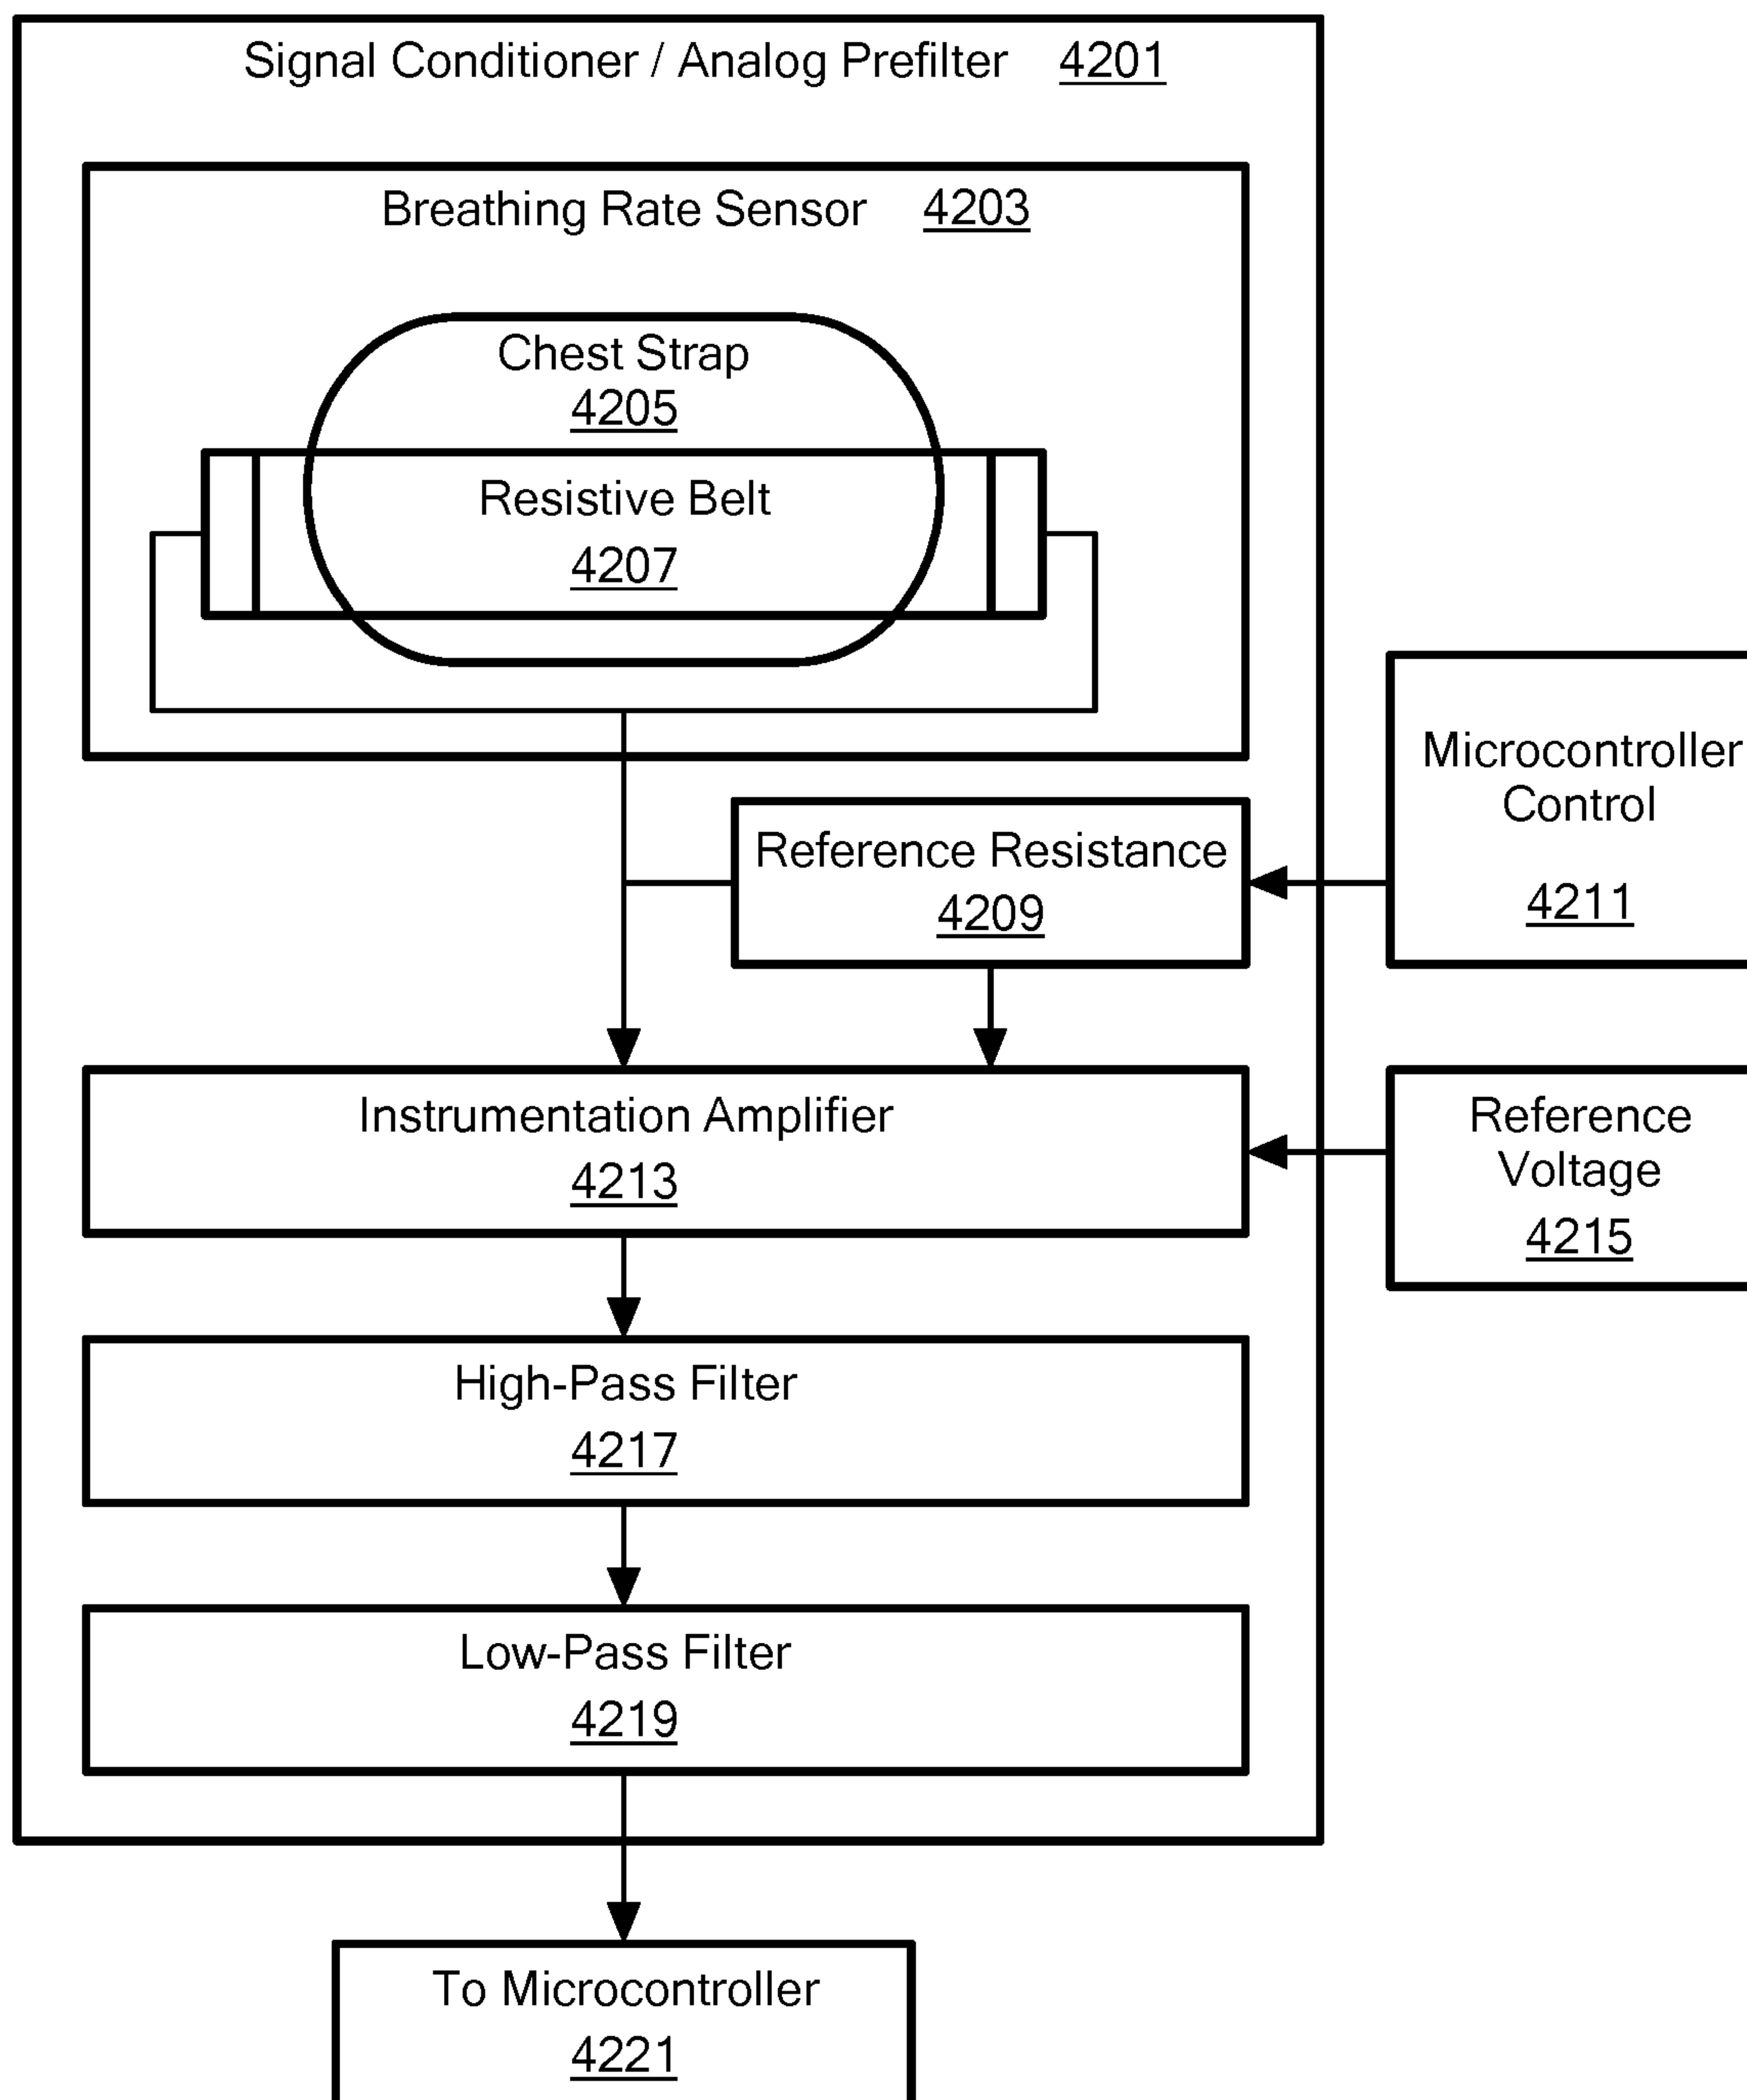 Signal Conditioner / Analog Prefilter 4201
Breathing Rate Sensor 4203
Chest Strap
4205
Resistive Belt
4207
Microcontroller
Control
4211
Reference Resistance
4209
Instrumentation Amplifier
4213
Reference
Voltage
4215
High-Pass Filter
4217
Low-Pass Filter
4219
To Microcontroller
4221